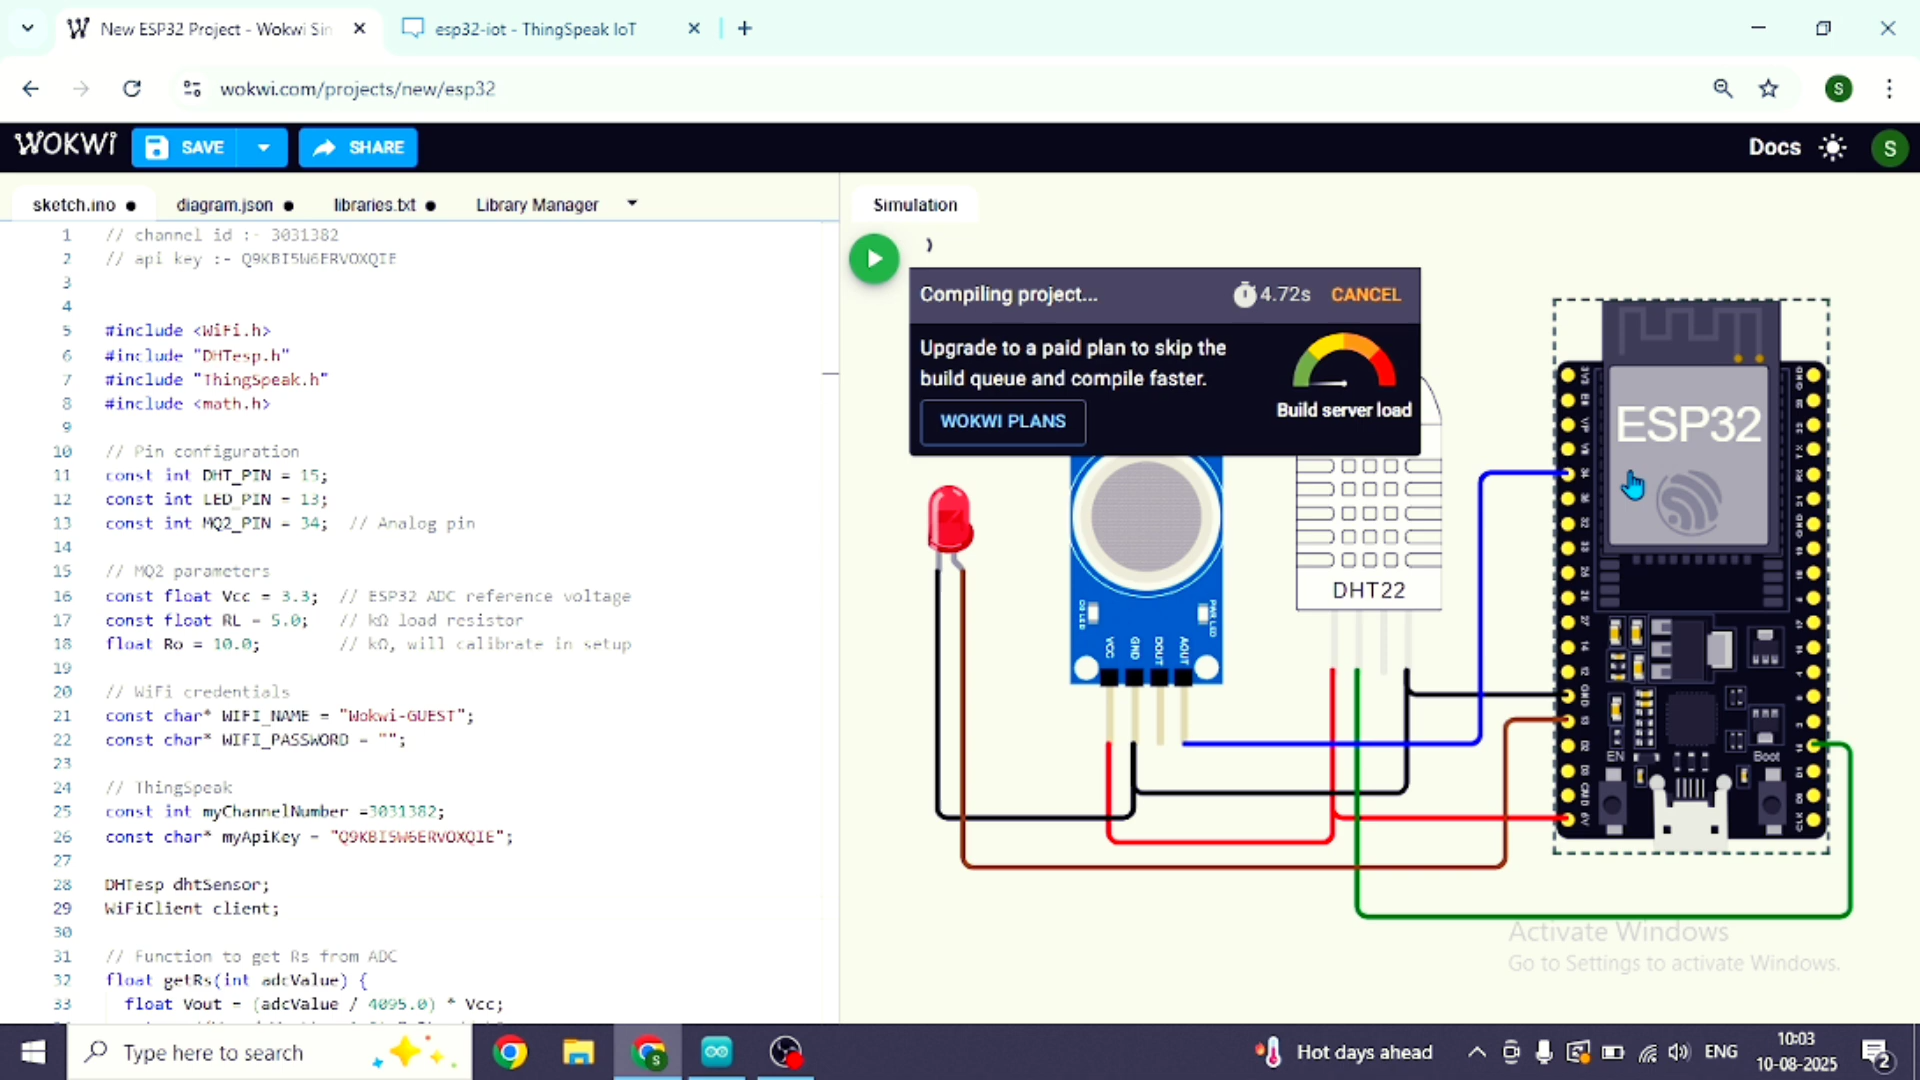 New ESP32 Project - Wokwi Sin
esp32-iot - ThingSpeak IoT
wokwi.com/projects/new/esp32
S
WOKWI
SAVE
SHARE
Docs
S
sketch.ino
diagram.json
libraries.txt
Library Manager
Simulation
1 // channel id :- 3031382
2 // api key :- Q9KBI5W6ERVOXQIE
3
4
5 #include <WiFi.h>
6 #include "DHTesp.h"
7 #include "ThingSpeak.h"
8 #include <math.h>
9
10 // Pin configuration
11 const int DHT_PIN = 15;
12 const int LED_PIN = 13;
13 const int MQ2_PIN = 34; // Analog pin
14
15 // MQ2 parameters
16 const float Vcc = 3.3; // ESP32 ADC reference voltage
17 const float RL = 5.0; // kΩ load resistor
18 float Ro = 10.0; // kΩ, will calibrate in setup
19
20 // WiFi credentials
21 const char* WIFI_NAME = "Wokwi-GUEST";
22 const char* WIFI_PASSWORD = "";
23
24 // ThingSpeak
25 const int myChannelNumber =3031382;
26 const char* myApiKey = "Q9KBI5W6ERVOXQIE";
27
28 DHTesp dhtSensor;
29 WiFiClient client;
30
31 // Function to get Rs from ADC
32 float getRs(int adcValue) {
33 float Vout = (adcValue / 4095.0) * Vcc;
Compiling project...
4.72s
CANCEL
Upgrade to a paid plan to skip the
build queue and compile faster.
WOKWI PLANS
Build server load
ESP32
DHT22
VCC
GND
DOUT
AOUT
PWR LED
EN
Boot
Activate Windows
Go to Settings to activate Windows.
Type here to search
Hot days ahead
ENG
10:03
10-08-2025
2